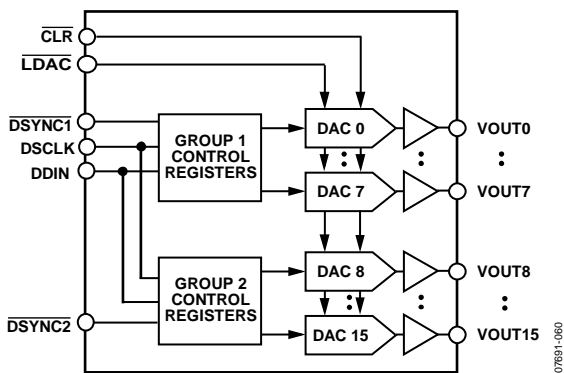 CLR
LDAC
DSYNC1
DSCLK
DDIN
GROUP 1
CONTROL
REGISTERS
DAC 0
VOUT0
DAC 7
VOUT7
GROUP 2
CONTROL
REGISTERS
DAC 8
VOUT8
DSYNC2
DAC 15
VOUT15
07691-060